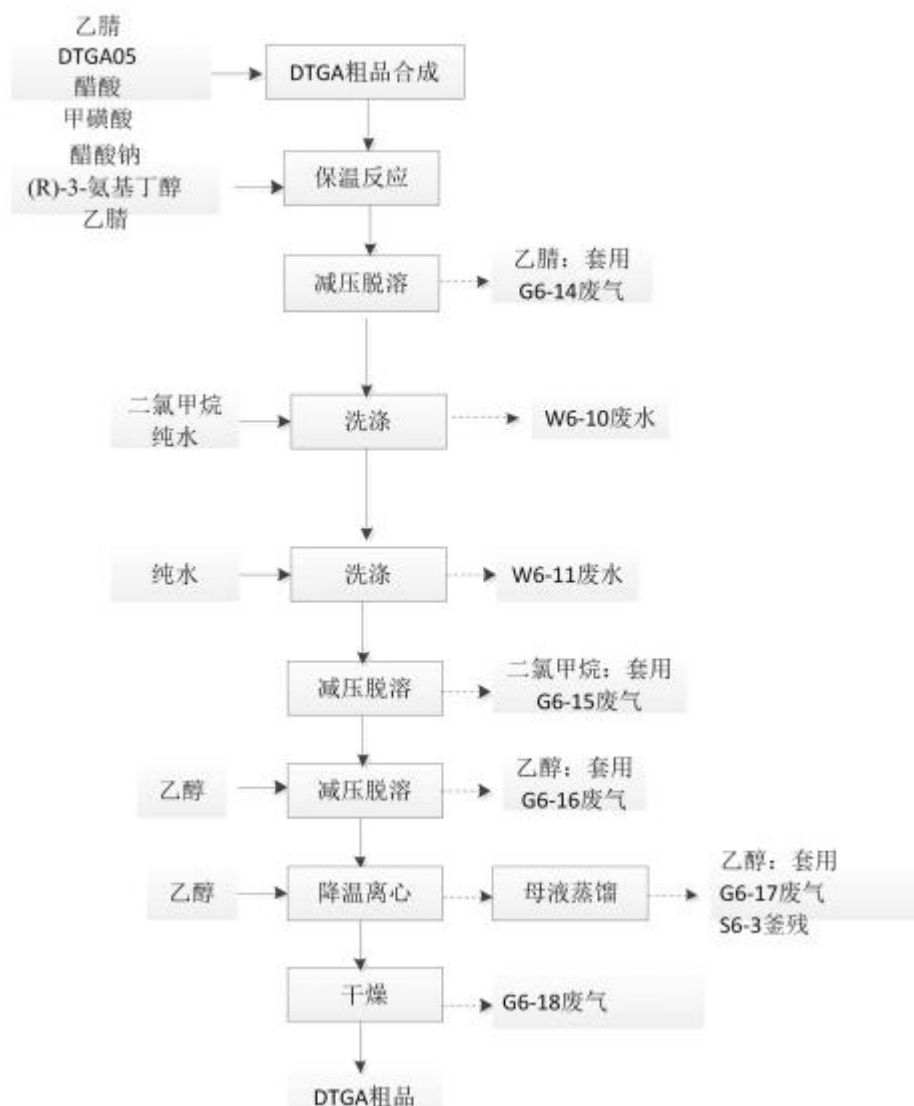 乙腈
DTGA05
醋酸
甲磺酸
DTGA粗品合成
醋酸钠
(R)-3-氨基丁醇
乙腈
保温反应
减压脱溶
乙腈：套用
G6-14废气
二氯甲烷
纯水
洗涤
W6-10废水
纯水
洗涤
W6-11废水
减压脱溶
二氯甲烷：套用
G6-15废气
乙醇
减压脱溶
乙醇：套用
G6-16废气
乙醇
降温离心
母液蒸馏
乙醇：套用
G6-17废气
S6-3釜残
干燥
G6-18废气
DTGA粗品